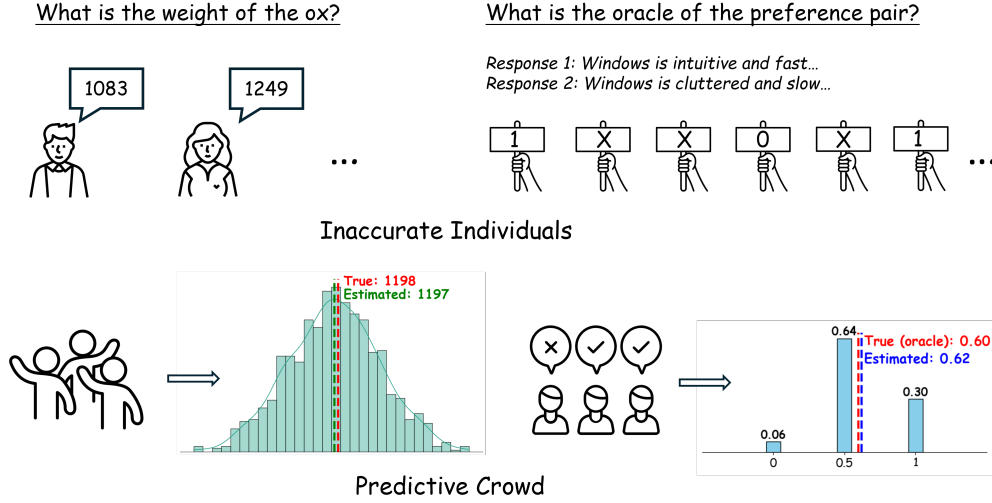 What is the weight of the ox?
What is the oracle of the preference pair?
Response 1: Windows is intuitive and fast...
Response 2: Windows is cluttered and slow...
1083
1249
...
1
X
X
0
X
1
...
Inaccurate Individuals
True: 1198
Estimated: 1197
0.64
True (oracle): 0.60
Estimated: 0.62
0.30
0.06
0
0.5
1
Predictive Crowd